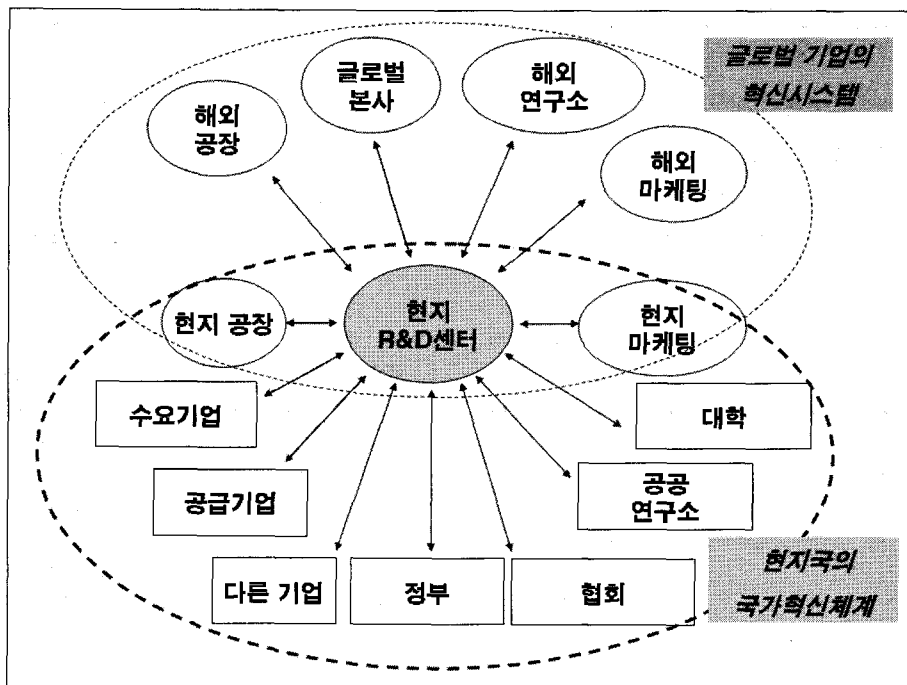 글로벌 기업의
혁신시스템
글로벌
본사
해외
연구소
해외
공장
해외
마케팅
현지 공장
현지
R&D센터
현지
마케팅
수요기업
대학
공급기업
공공
연구소
다른 기업
정부
협회
현지국의
국가혁신체계